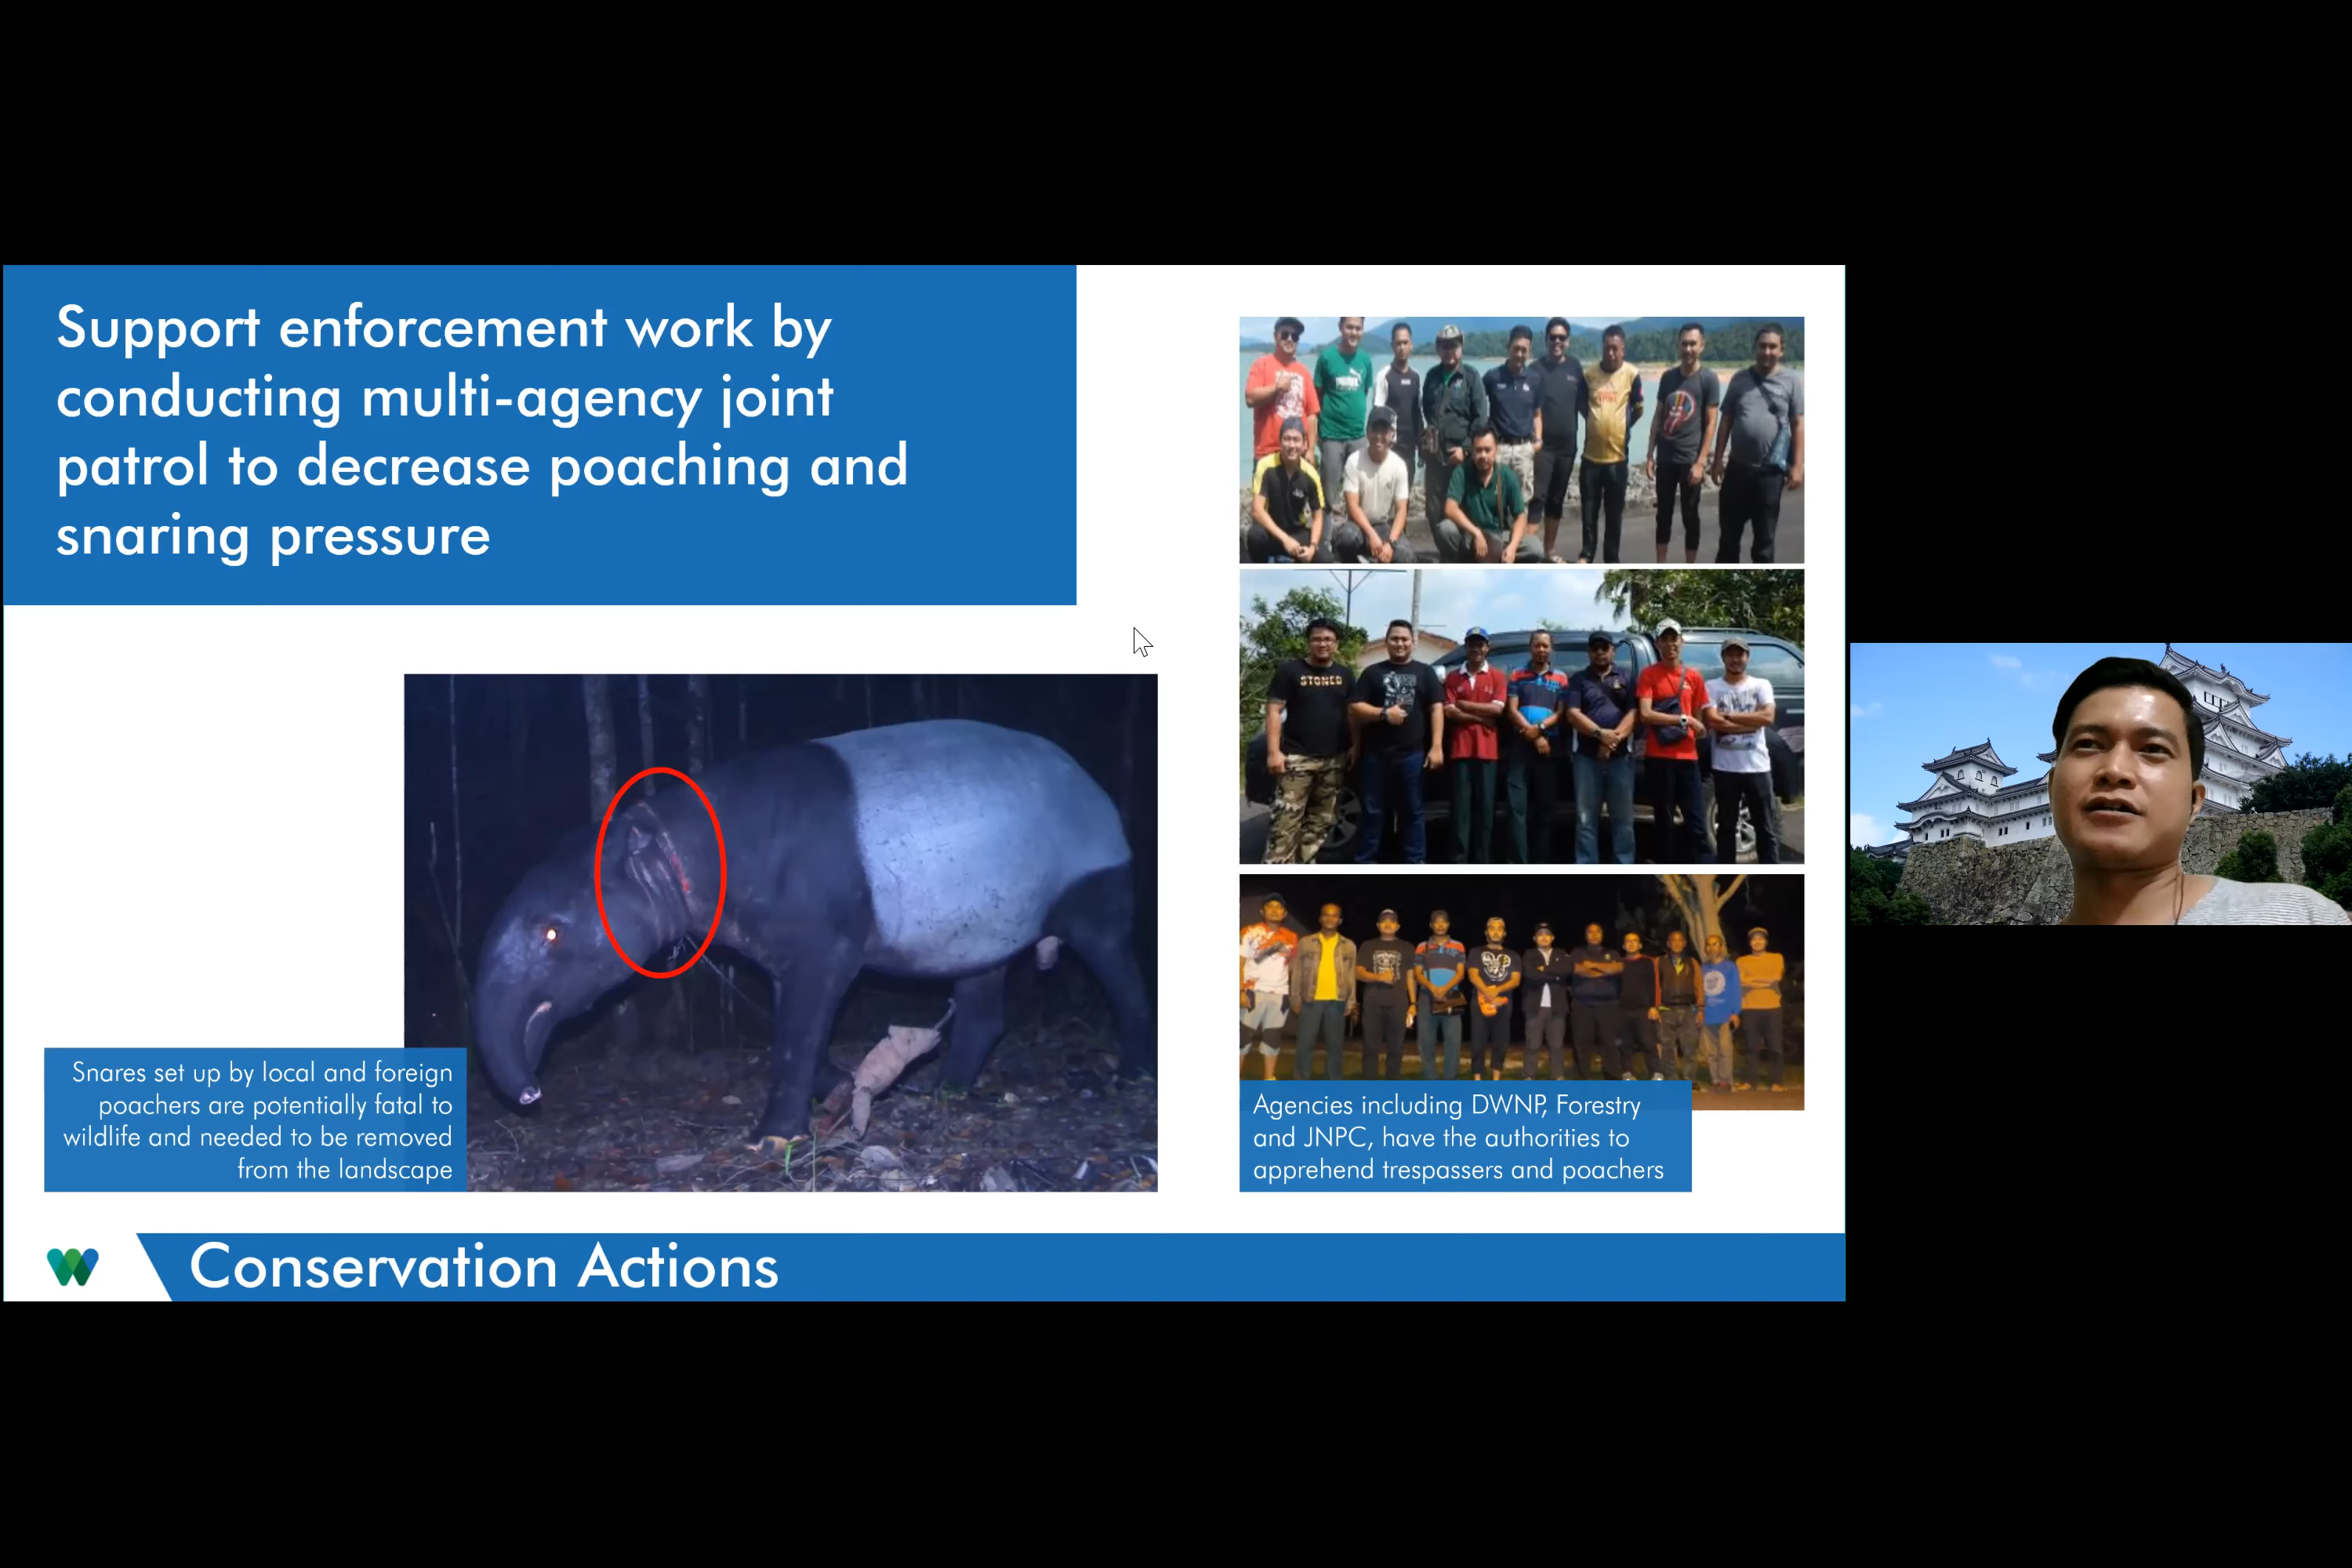 Support enforcement work by
conducting multi-agency joint
patrol to decrease poaching and
snaring pressure
Snares set up by local and foreign
poachers are potentially fatal to
wildlife and needed to be removed
from the landscape
STONED
Agencies including DWNP, Forestry
and JNPC, have the authorities to
apprehend trespassers and poachers
Conservation Actions